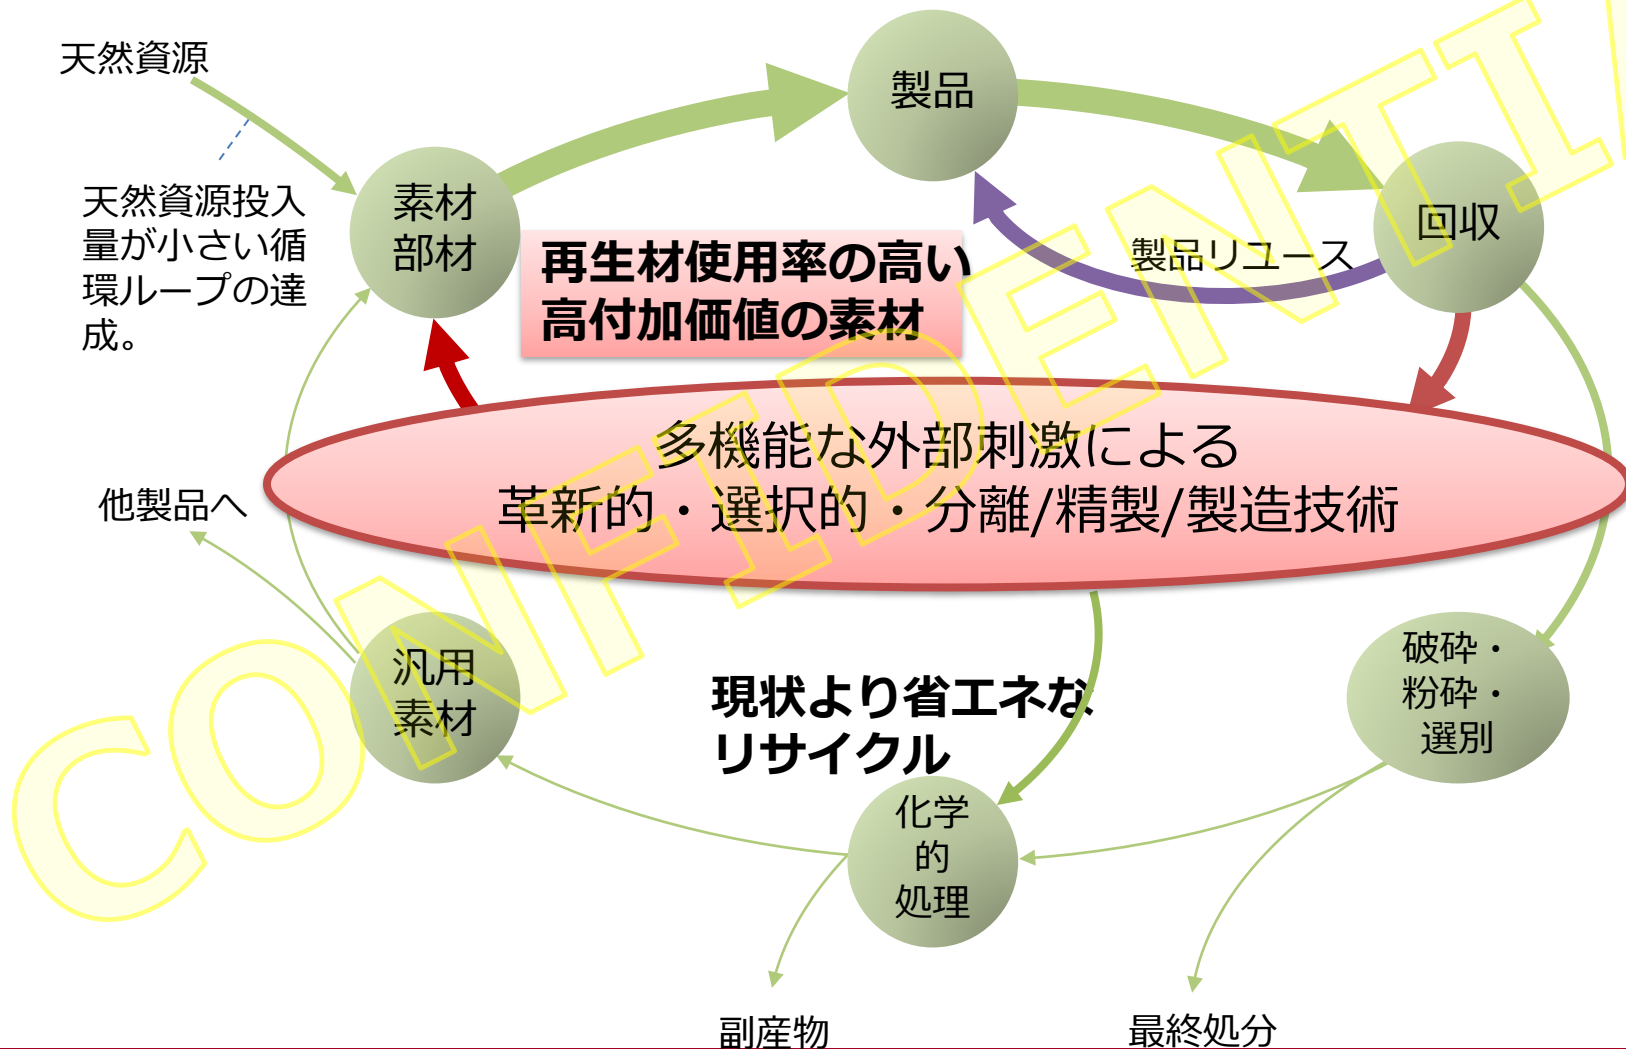 天然資源
製品
素材
部材
天然資源投入
量が小さい循
環ループの達
成。
回収
製品リユース
再生材使用率の高い
高付加価値の素材
多機能な外部刺激による
革新的・選択的・分離/精製/製造技術
他製品へ
汎用
素材
現状より省エネな
リサイクル
破砕・
粉砕・
選別
化学
的
処理
副産物
最終処分
CONFIDENTIA